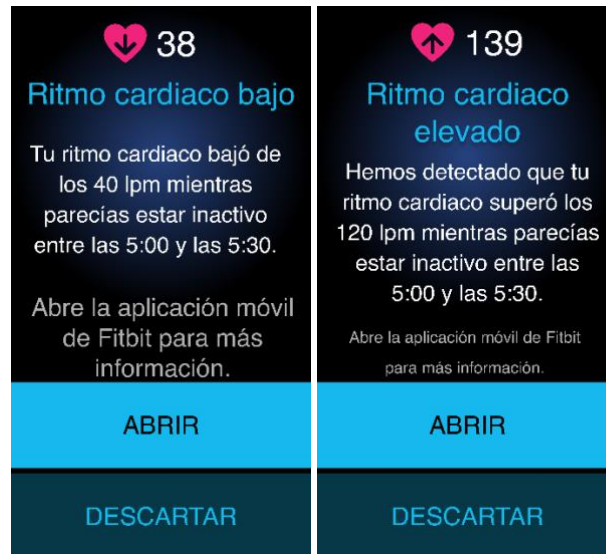 38
Ritmo cardiaco bajo
Tu ritmo cardiaco bajó de
los 40 lpm mientras
parecías estar inactivo
entre las 5:00 y las 5:30.
Abre la aplicación móvil
de Fitbit para más
información.
ABRIR
DESCARTAR
139
Ritmo cardiaco
elevado
Hemos detectado que tu
ritmo cardiaco superó los
120 lpm mientras parecías
estar inactivo entre las
5:00 y las 5:30.
Abre la aplicación móvil de Fitbit
para más información.
ABRIR
DESCARTAR